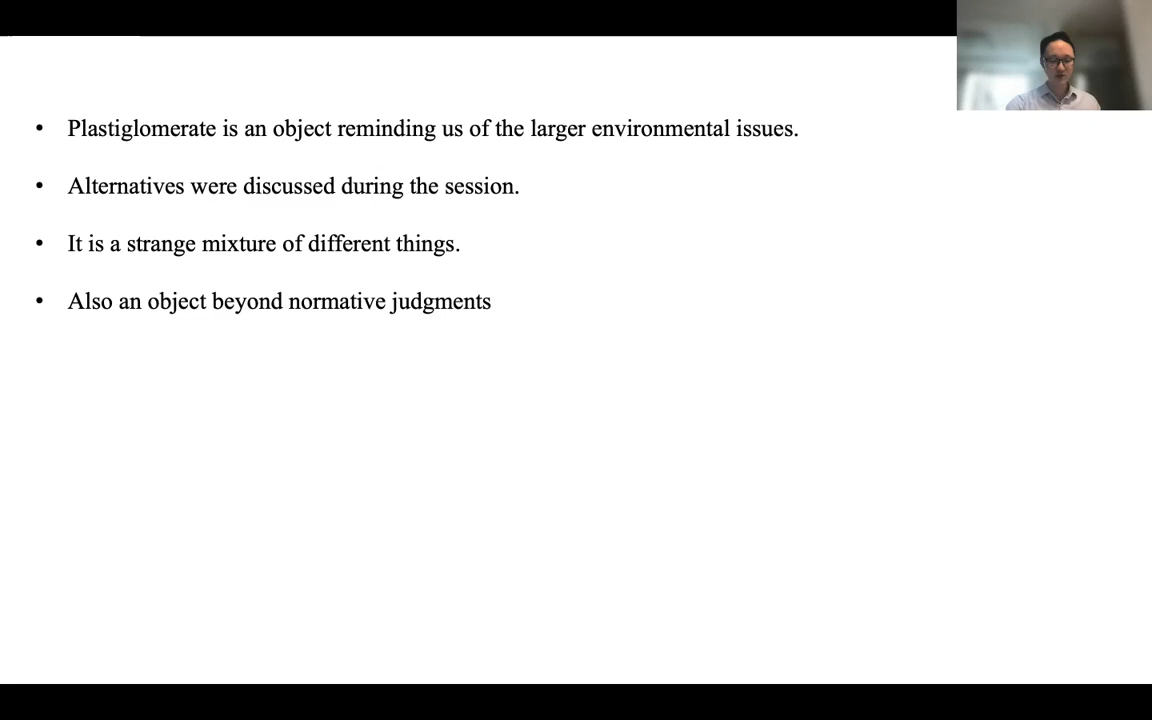 • Plastiglomerate is an object reminding us of the larger environmental issues.
• Alternatives were discussed during the session.
• It is a strange mixture of different things.
• Also an object beyond normative judgments